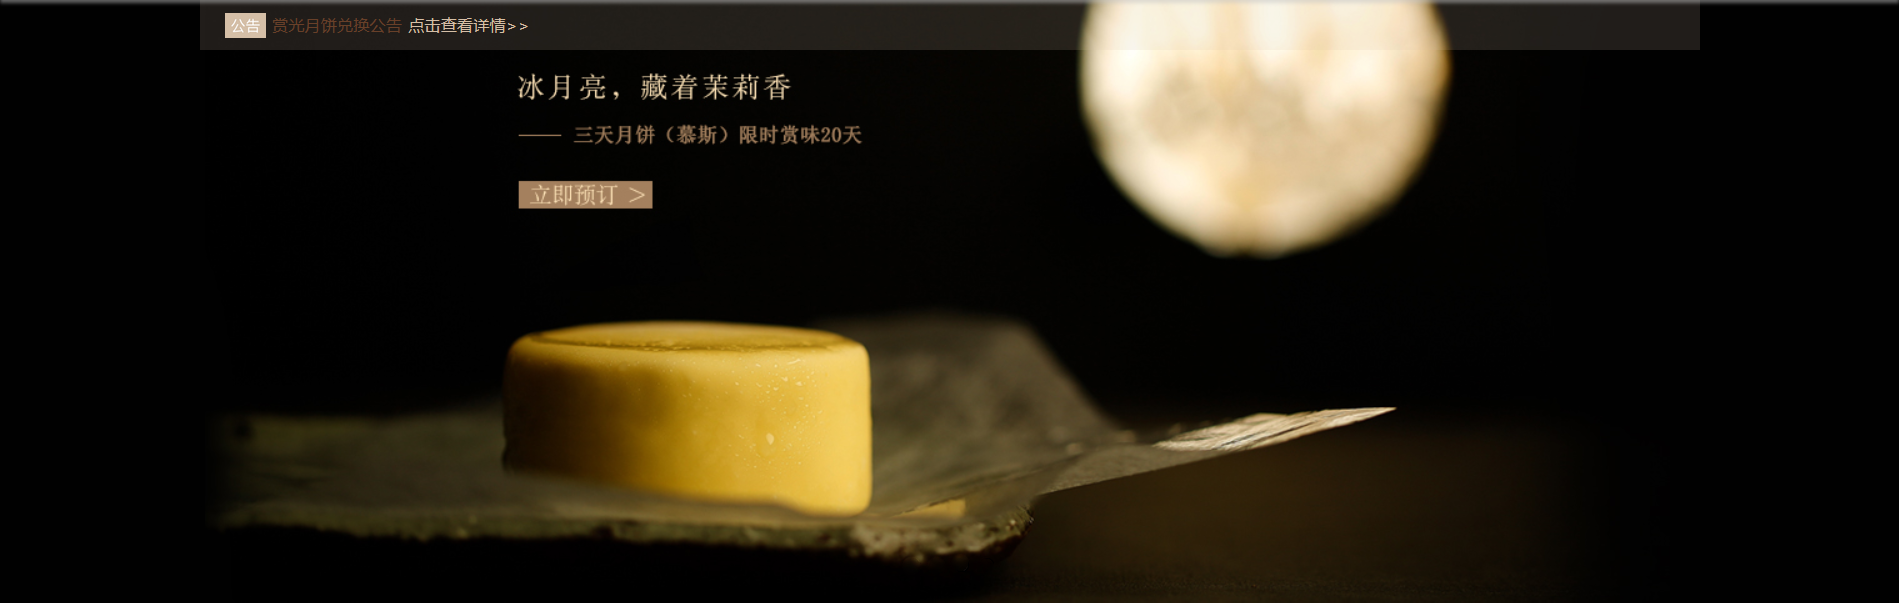 公告 赏光月饼兑换公告 点击查看详情>>
冰月亮，藏着茉莉香
—— 三天月饼（慕斯）限时赏味20天
立即预订 >